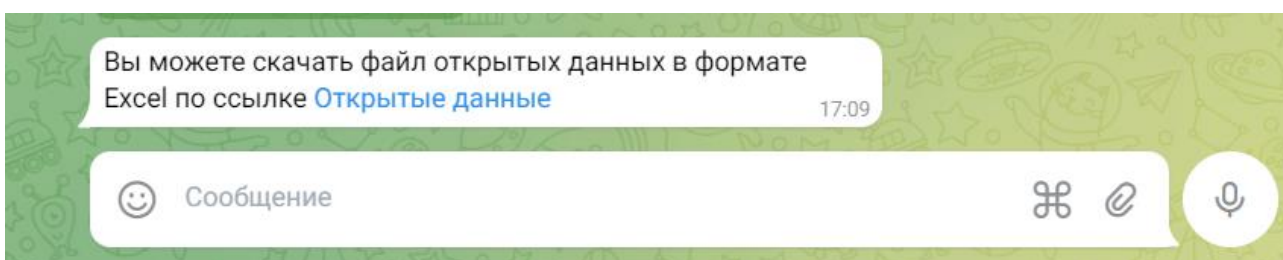 Вы можете скачать файл открытых данных в формате
Excel по ссылке Открытые данные
17:09
Сообщение